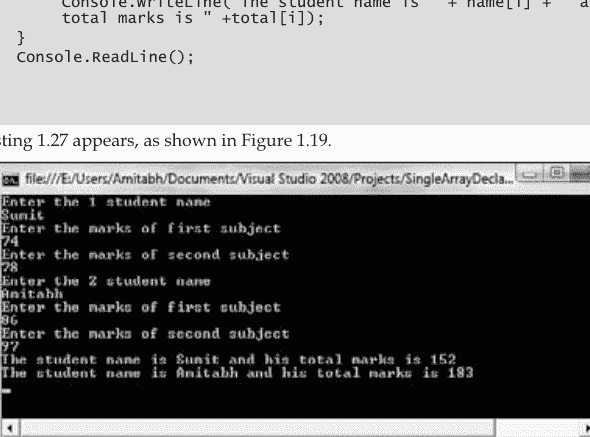 Console.WriteLine("The student name is " + name[i] + " a
total marks is " +total[i]);
}
Console.ReadLine();
sting 1.27 appears, as shown in Figure 1.19.
file:///E:/Users/Amitabh/Documents/Visual Studio 2008/Projects/SingleArrayDecla...
Enter the 1 student name
Sumit
Enter the marks of first subject
74
Enter the marks of second subject
78
Enter the 2 student name
Amitabh
Enter the marks of first subject
86
Enter the marks of second subject
97
The student name is Sumit and his total marks is 152
The student name is Amitabh and his total marks is 183